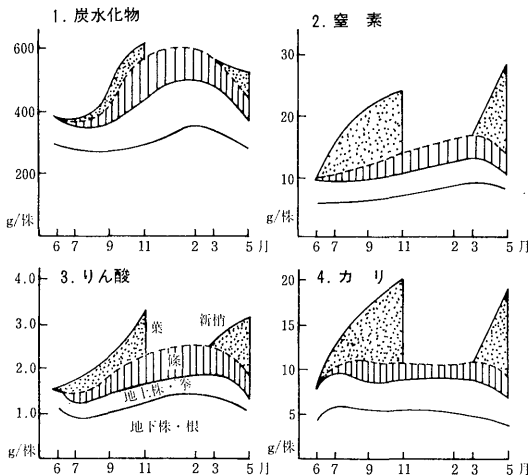 1. 炭水化物
600
400
200
g/株
6 7 9 11 2 3 5
2. 窒 素
30
20
10
g/株
6 7 9 11 2 3 5 月
3. りん酸
4.0
3.0
2.0
1.0
g/株
新梢
葉
条
地上株・拳
地下株・根
6 7 9 11 2 3 5
4. カ リ
20
15
10
5
g/株
6 7 9 11 2 3 5 月